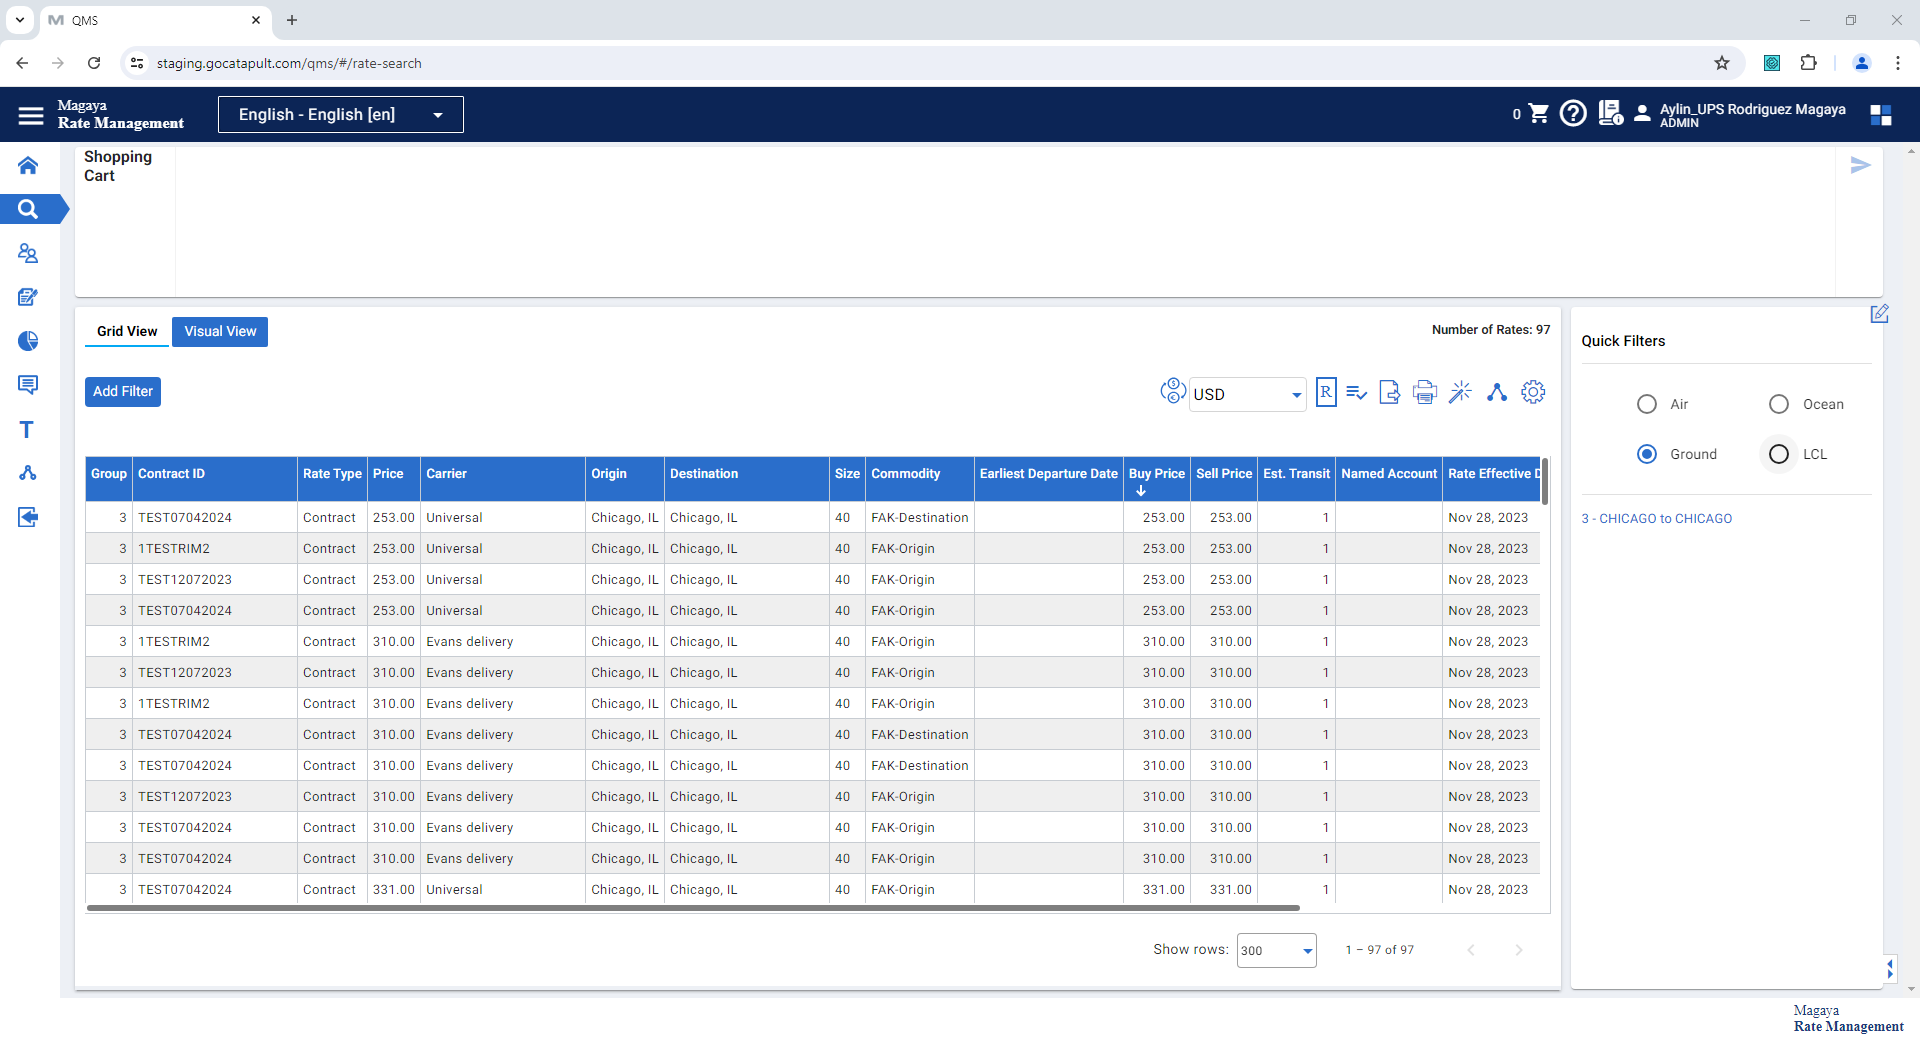 QMS
staging.gocatapult.com/qms/#/rate-search
Magaya
Rate Management
English - English [en]
0
Aylin_UPS Rodriguez Magaya
ADMIN
Shopping
Cart
Grid View
Visual View
Number of Rates: 97
Quick Filters
Add Filter
USD
R
Air
Ocean
Ground
LCL
3 - CHICAGO to CHICAGO
Group Contract ID Rate Type Price Carrier Origin Destination Size Commodity Earliest Departure Date Buy Price Sell Price Est. Transit Named Account Rate Effective D
3 TEST07042024 Contract 253.00 Universal Chicago, IL Chicago, IL 40 FAK-Destination 253.00 253.00 1 Nov 28, 2023
3 1TESTRIM2 Contract 253.00 Universal Chicago, IL Chicago, IL 40 FAK-Origin 253.00 253.00 1 Nov 28, 2023
3 TEST12072023 Contract 253.00 Universal Chicago, IL Chicago, IL 40 FAK-Origin 253.00 253.00 1 Nov 28, 2023
3 TEST07042024 Contract 253.00 Universal Chicago, IL Chicago, IL 40 FAK-Origin 253.00 253.00 1 Nov 28, 2023
3 1TESTRIM2 Contract 310.00 Evans delivery Chicago, IL Chicago, IL 40 FAK-Origin 310.00 310.00 1 Nov 28, 2023
3 TEST12072023 Contract 310.00 Evans delivery Chicago, IL Chicago, IL 40 FAK-Origin 310.00 310.00 1 Nov 28, 2023
3 1TESTRIM2 Contract 310.00 Evans delivery Chicago, IL Chicago, IL 40 FAK-Origin 310.00 310.00 1 Nov 28, 2023
3 TEST07042024 Contract 310.00 Evans delivery Chicago, IL Chicago, IL 40 FAK-Destination 310.00 310.00 1 Nov 28, 2023
3 TEST07042024 Contract 310.00 Evans delivery Chicago, IL Chicago, IL 40 FAK-Destination 310.00 310.00 1 Nov 28, 2023
3 TEST12072023 Contract 310.00 Evans delivery Chicago, IL Chicago, IL 40 FAK-Origin 310.00 310.00 1 Nov 28, 2023
3 TEST07042024 Contract 310.00 Evans delivery Chicago, IL Chicago, IL 40 FAK-Origin 310.00 310.00 1 Nov 28, 2023
3 TEST07042024 Contract 310.00 Evans delivery Chicago, IL Chicago, IL 40 FAK-Origin 310.00 310.00 1 Nov 28, 2023
3 TEST07042024 Contract 331.00 Universal Chicago, IL Chicago, IL 40 FAK-Origin 331.00 331.00 1 Nov 28, 2023
Show rows: 300 1 – 97 of 97
Magaya
Rate Management